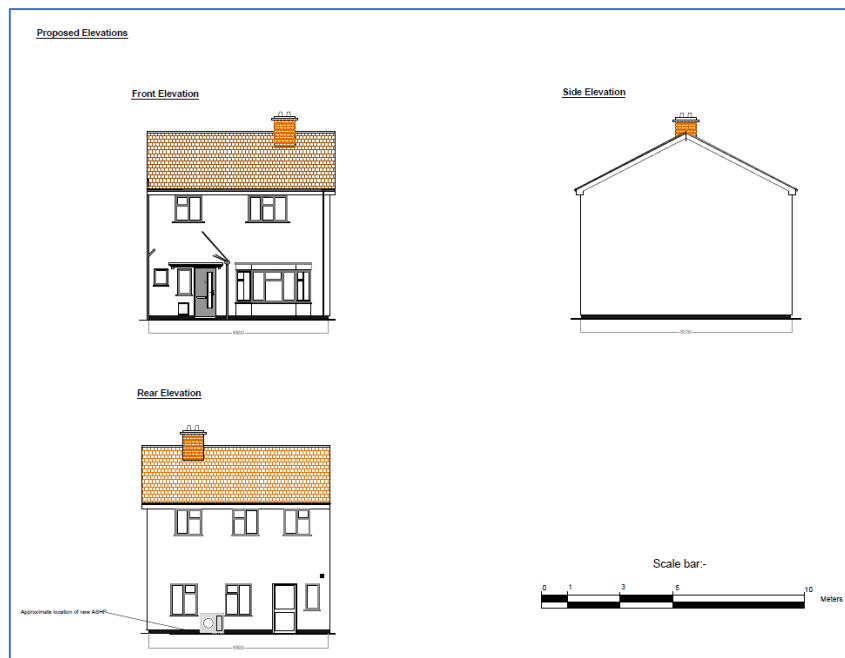 Proposed Elevations
Front Elevation
Side Elevation
Rear Elevation
Approximate location of new ASHP
Scale bar:-
0 1 3 5 10
Meters